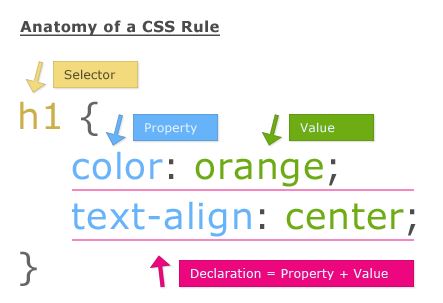 Anatomy of a CSS Rule
Selector
h1 {
Property
Value
color: orange;
text-align: center;
}
Declaration = Property + Value